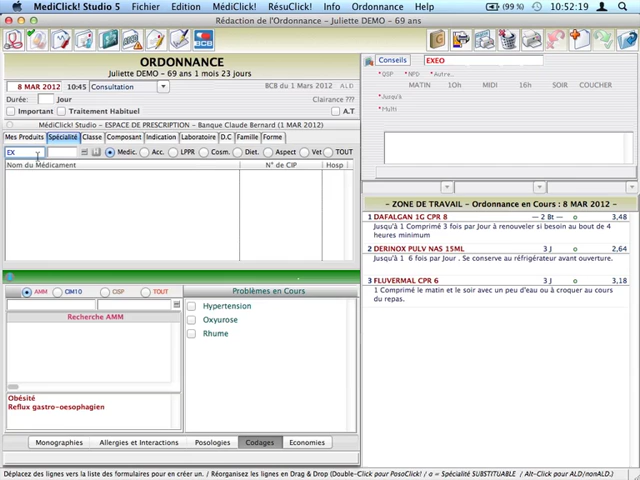 MediClick! Studio 5 Fichier Edition MédiClick! RésuClick! Info Ordonnance Help (99 %) 10:52:19
Rédaction de l'Ordonnance - Juliette DEMO - 69 ans
BCB
ORDONNANCE
Juliette DEMO - 69 ans 1 mois 23 jours
8 MAR 2012 10:45 Consultation BCB du 1 Mars 2012 ALD
Durée: Jour Clairance ???
Important Traitement Habituel A.T
MédiClick! Studio - ESPACE DE PRESCRIPTION - Banque Claude Bernard (1 MAR 2012)
Mes Produits Spécialité Classe Composant Indication Laboratoire D.C Famille Forme
EX Medic. Acc. LPPR Cosm. Diet. Aspect Vet TOUT
Nom du Médicament N° de CIP Hosp
AMM CIM10 CISP TOUT
Recherche AMM
Obésité
Reflux gastro-oesophagien
Problèmes en Cours
Hypertension
Oxyurose
Rhume
Monographies Allergies et Interactions Posologies Codages Economies
Conseils EXEO
QSP NPD Autre..
MATIN 10H MIDI 16H SOIR COUCHER
Jusqu'à
Multi
- ZONE DE TRAVAIL - Ordonnance en Cours : 8 MAR 2012 -
1 DAFALGAN 1G CPR 8 — 2 Bt — o 3,48
Jusqu'à 1 Comprimé 3 fois par Jour à renouveler si besoin au bout de 4
heures minimum
2 DERINOX PULV NAS 15ML 3 J o 2,64
Jusqu'à 1 6 fois par Jour . Se conserve au réfrigérateur avant ouverture.
3 FLUVERMAL CPR 6 3 J o 3,18
1 Comprimé le matin et le soir avec un peu d'eau ou à croquer au cours
du repas.
Déplacez des lignes vers la liste des formulaires pour en créer un. / Réorganisez les lignes en Drag & Drop (Double-Click pour PosoClick! / o = Spécialité SUBSTITUABLE / Alt-Click pour ALD/nonALD)